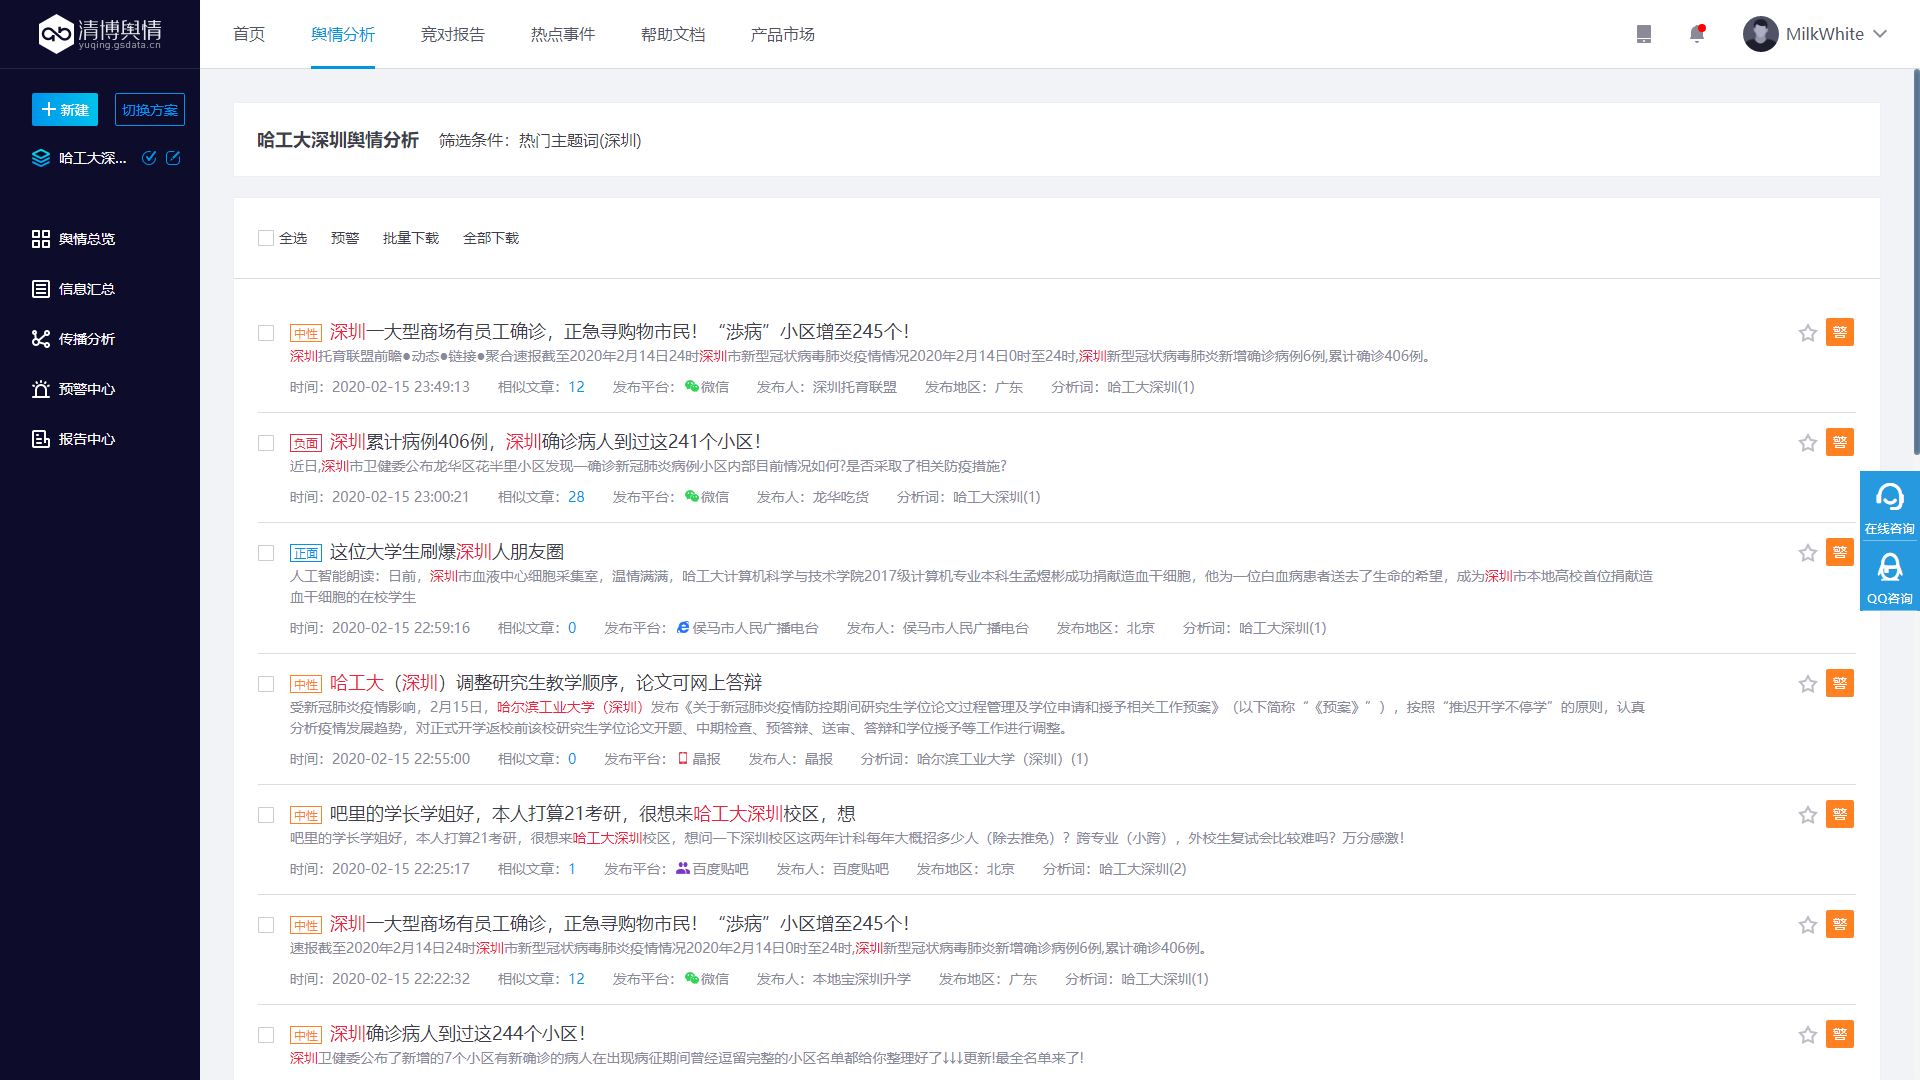 清博舆情
yuqing.gsdata.cn
首页 舆情分析 竞对报告 热点事件 帮助文档 产品市场
MilkWhite
新建 切换方案
哈工大深...
舆情总览
信息汇总
传播分析
预警中心
报告中心
哈工大深圳舆情分析 筛选条件：热门主题词(深圳)
全选 预警 批量下载 全部下载
中性 深圳一大型商场有员工确诊，正急寻购物市民！“涉病”小区增至245个！ 警
深圳托育联盟前瞻●动态●链接●聚合速报截至2020年2月14日24时深圳市新型冠状病毒肺炎疫情情况2020年2月14日0时至24时,深圳新型冠状病毒肺炎新增确诊病例6例,累计确诊406例。
时间：2020-02-15 23:49:13 相似文章：12 发布平台：微信 发布人：深圳托育联盟 发布地区：广东 分析词：哈工大深圳(1)
负面 深圳累计病例406例，深圳确诊病人到过这241个小区！ 警
近日,深圳市卫健委公布龙华区花半里小区发现一确诊新冠肺炎病例小区内部目前情况如何?是否采取了相关防疫措施?
时间：2020-02-15 23:00:21 相似文章：28 发布平台：微信 发布人：龙华吃货 分析词：哈工大深圳(1)
正面 这位大学生刷爆深圳人朋友圈 警
人工智能朗读：日前，深圳市血液中心细胞采集室，温情满满，哈工大计算机科学与技术学院2017级计算机专业本科生孟煜彬成功捐献造血干细胞，他为一位白血病患者送去了生命的希望，成为深圳市本地高校首位捐献造
血干细胞的在校学生
时间：2020-02-15 22:59:16 相似文章：0 发布平台：侯马市人民广播电台 发布人：侯马市人民广播电台 发布地区：北京 分析词：哈工大深圳(1)
中性 哈工大（深圳）调整研究生教学顺序，论文可网上答辩 警
受新冠肺炎疫情影响，2月15日，哈尔滨工业大学（深圳）发布《关于新冠肺炎疫情防控期间研究生学位论文过程管理及学位申请和授予相关工作预案》（以下简称“《预案》”），按照“推迟开学不停学”的原则，认真
分析疫情发展趋势，对正式开学返校前该校研究生学位论文开题、中期检查、预答辩、送审、答辩和学位授予等工作进行调整。
时间：2020-02-15 22:55:00 相似文章：0 发布平台：晶报 发布人：晶报 分析词：哈尔滨工业大学（深圳）(1)
中性 吧里的学长学姐好，本人打算21考研，很想来哈工大深圳校区，想 警
吧里的学长学姐好，本人打算21考研，很想来哈工大深圳校区，想问一下深圳校区这两年计科每年大概招多少人（除去推免）？跨专业（小跨），外校生复试会比较难吗？万分感激！
时间：2020-02-15 22:25:17 相似文章：1 发布平台：百度贴吧 发布人：百度贴吧 发布地区：北京 分析词：哈工大深圳(2)
中性 深圳一大型商场有员工确诊，正急寻购物市民！“涉病”小区增至245个！ 警
速报截至2020年2月14日24时深圳市新型冠状病毒肺炎疫情情况2020年2月14日0时至24时,深圳新型冠状病毒肺炎新增确诊病例6例,累计确诊406例。
时间：2020-02-15 22:22:32 相似文章：12 发布平台：微信 发布人：本地宝深圳升学 发布地区：广东 分析词：哈工大深圳(1)
中性 深圳确诊病人到过这244个小区！ 警
深圳卫健委公布了新增的7个小区有新确诊的病人在出现病征期间曾经逗留完整的小区名单都给你整理好了↓↓↓更新!最全名单来了!
在线咨询
QQ咨询